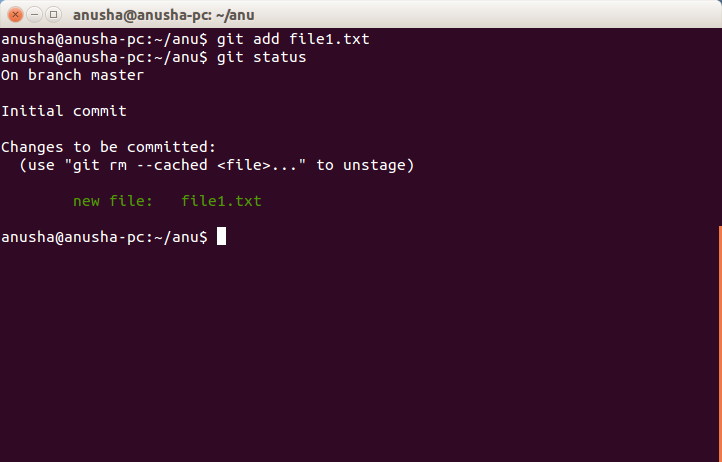 anusha@anusha-pc: ~/anu
anusha@anusha-pc:~/anu$ git add file1.txt
anusha@anusha-pc:~/anu$ git status
On branch master
Initial commit
Changes to be committed:
  (use "git rm --cached <file>..." to unstage)
        new file:   file1.txt
anusha@anusha-pc:~/anu$